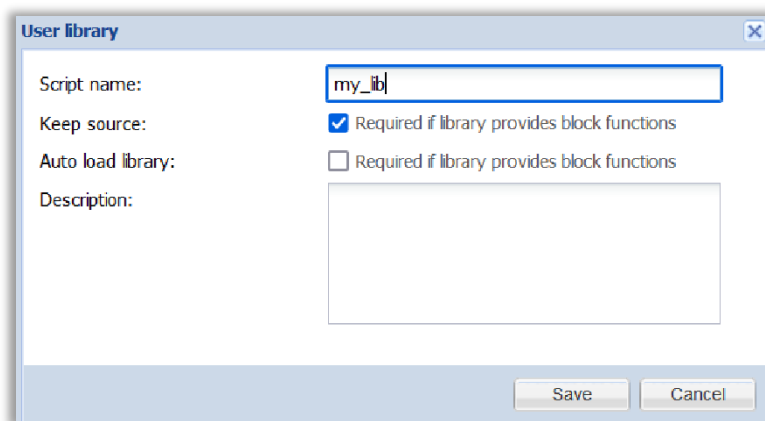 User library
Script name: my_lib
Keep source: Required if library provides block functions
Auto load library: Required if library provides block functions
Description:
Save Cancel